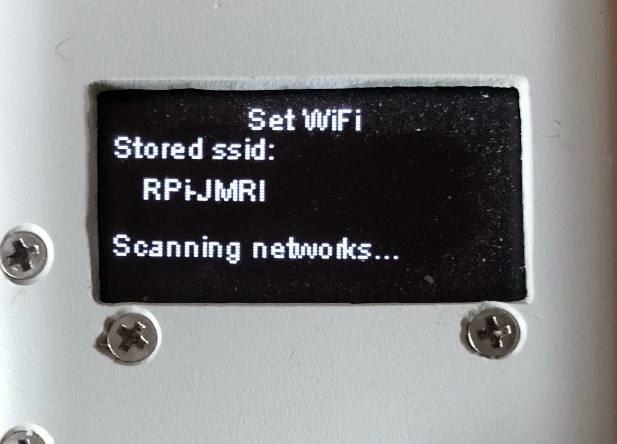 Set WiFi
Stored ssid:
RPi-JMRI
Scanning networks...